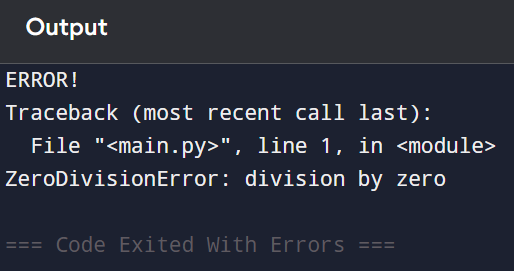 Output
ERROR!
Traceback (most recent call last):
  File "<main.py>", line 1, in <module>
ZeroDivisionError: division by zero
=== Code Exited With Errors ===